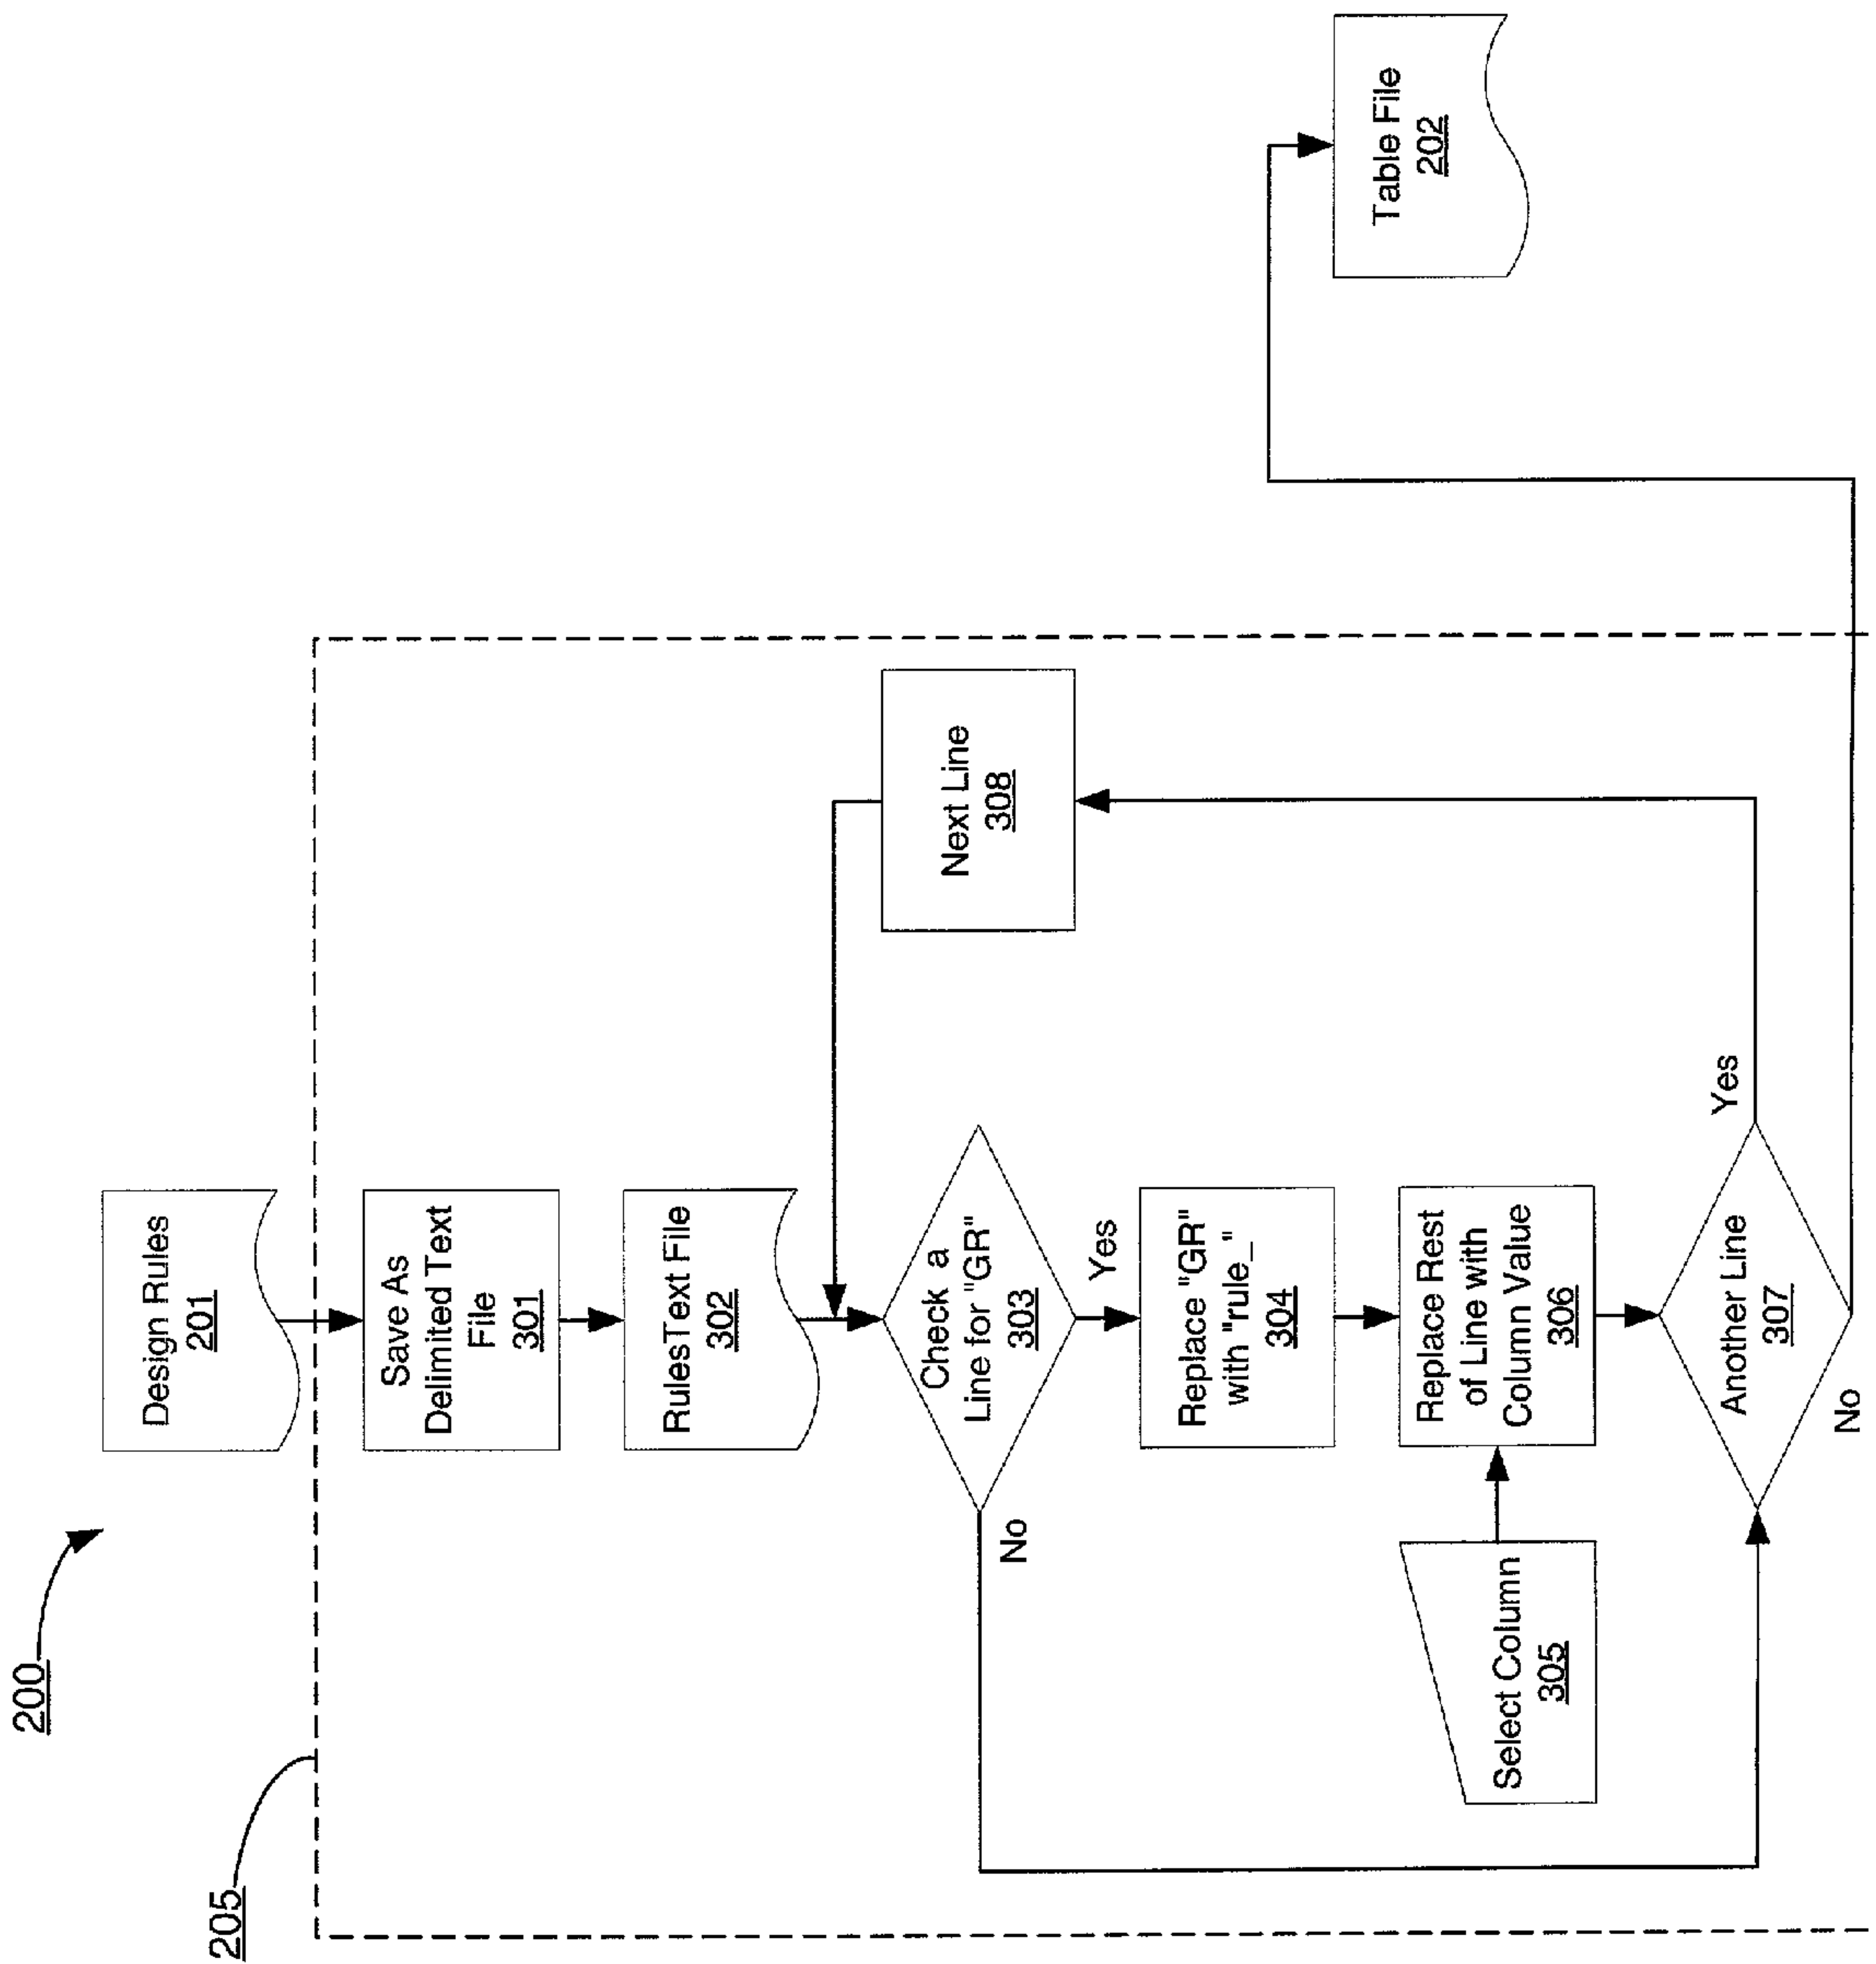 200
205
Design Rules
201
Save As
Delimited Text
File
301
RulesText File
302
Check a
Line for "GR"
303
No
Yes
Replace "GR"
with "rule_"
304
Select Column
305
Replace Rest
of Line with
Column Value
306
Another Line
307
Yes
No
Next Line
308
Table File
202